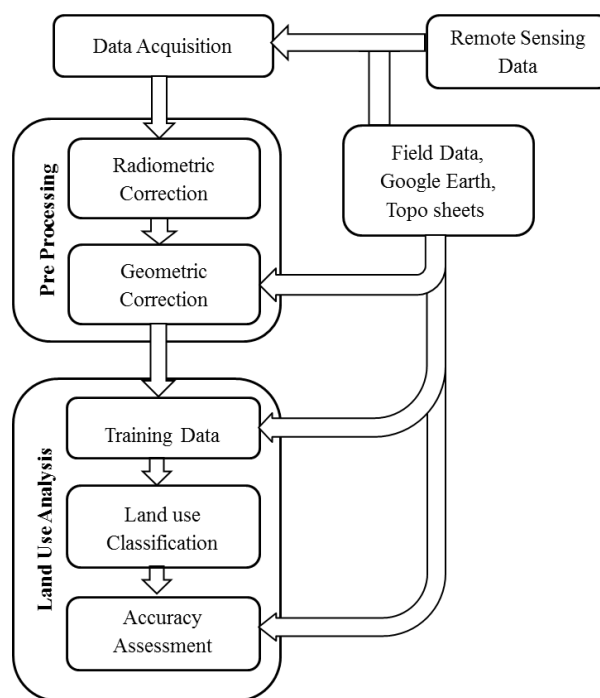 Data Acquisition
Remote Sensing
Data
Field Data,
Google Earth,
Topo sheets
Pre Processing
Radiometric
Correction
Geometric
Correction
Land Use Analysis
Training Data
Land use
Classification
Accuracy
Assessment